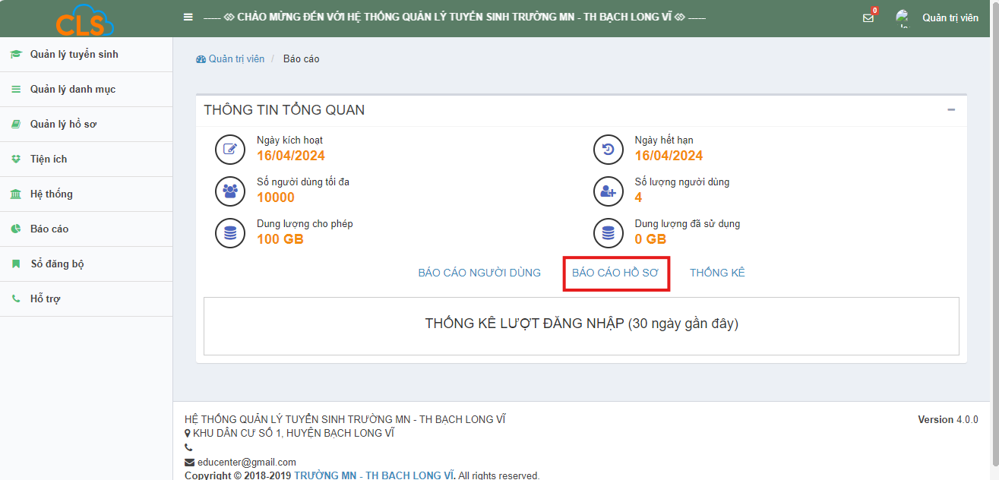 CLS
----- CHÀO MỪNG ĐẾN VỚI HỆ THỐNG QUẢN LÝ TUYỂN SINH TRƯỜNG MN - TH BẠCH LONG VĨ -----
0
Quản trị viên
Quản lý tuyển sinh
Quản lý danh mục
Quản lý hồ sơ
Tiện ích
Hệ thống
Báo cáo
Sổ đăng bộ
Hỗ trợ
Quản trị viên / Báo cáo
THÔNG TIN TỔNG QUAN
Ngày kích hoạt
16/04/2024
Ngày hết hạn
16/04/2024
Số người dùng tối đa
10000
Số lượng người dùng
4
Dung lượng cho phép
100 GB
Dung lượng đã sử dụng
0 GB
BÁO CÁO NGƯỜI DÙNG BÁO CÁO HỒ SƠ THỐNG KÊ
THỐNG KÊ LƯỢT ĐĂNG NHẬP (30 ngày gần đây)
HỆ THỐNG QUẢN LÝ TUYỂN SINH TRƯỜNG MN - TH BẠCH LONG VĨ
Version 4.0.0
KHU DÂN CƯ SỐ 1, HUYỆN BẠCH LONG VĨ
educenter@gmail.com
Copyright © 2018-2019 TRƯỜNG MN - TH BẠCH LONG VĨ. All rights reserved.